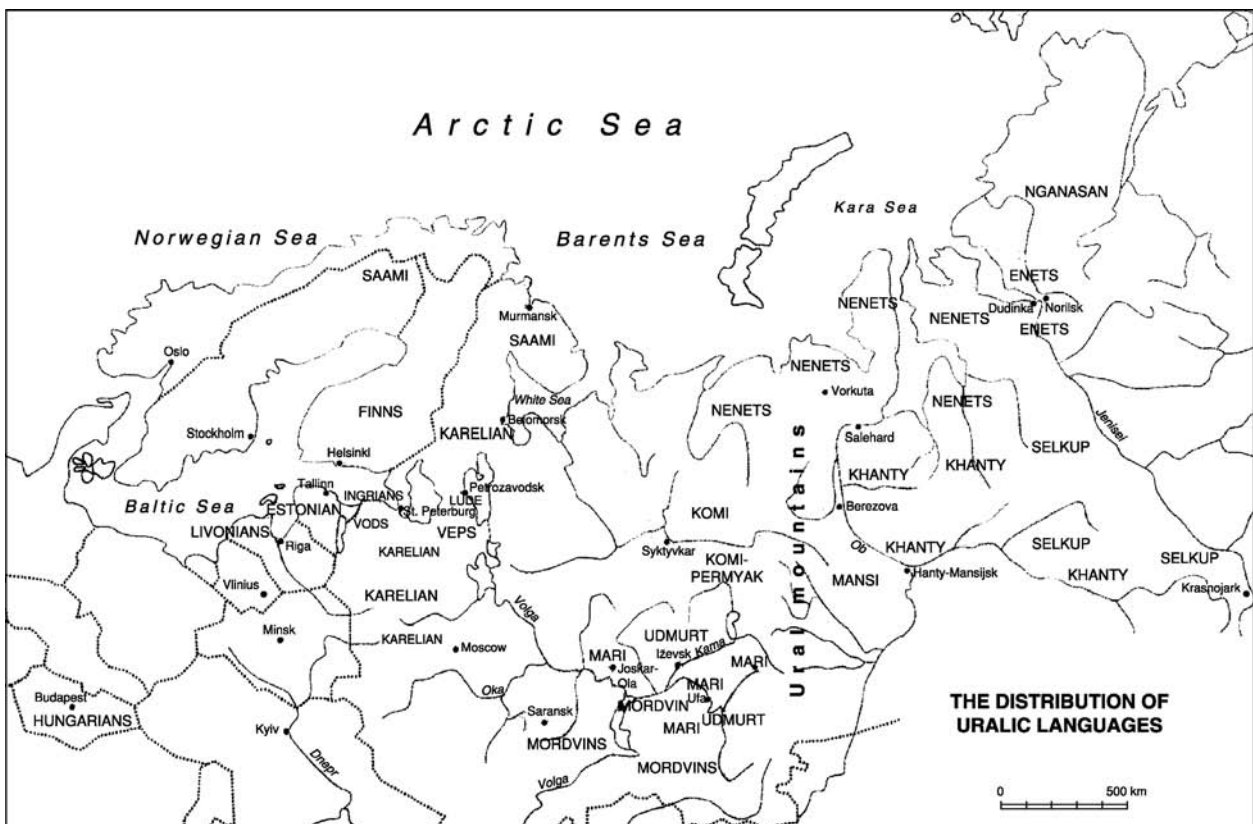 Arctic Sea
Kara Sea
NGANASAN
Norwegian Sea
Barents Sea
SAAMI
ENETS
Dudinka
Norilsk
ENETS
Murmansk
SAAMI
NENETS
NENETS
Oslo
NENETS
Vorkuta
White Sea
Belomorsk
FINNS
NENETS
NENETS
Jenisei
Stockholm
KARELIAN
Salehard
SELKUP
Helsinki
KHANTY
KHANTY
Tallinn
INGRIANS
Petrozavodsk
LUDE
Baltic Sea
ESTONIAN
St. Peterburg
Berezova
VODS
VEPS
KOMI
LIVONIANS
Riga
KARELIAN
Syktyvkar
Ob
KHANTY
SELKUP
SELKUP
KOMI-
PERMYAK
Ural mountains
MANSI
Hanty-Mansijsk
KHANTY
Krasnojark
Vlinius
KARELIAN
Volga
Minsk
KARELIAN
Moscow
UDMURT
Iževsk
Kama
MARI
MARI
Joskar-
Ola
Oka
MARI
Ufa
Budapest
HUNGARIANS
Saransk
MORDVIN
UDMURT
MARI
Kyiv
MORDVINS
MORDVINS
Dnepr
Volga
THE DISTRIBUTION OF
URALIC LANGUAGES
0 500 km